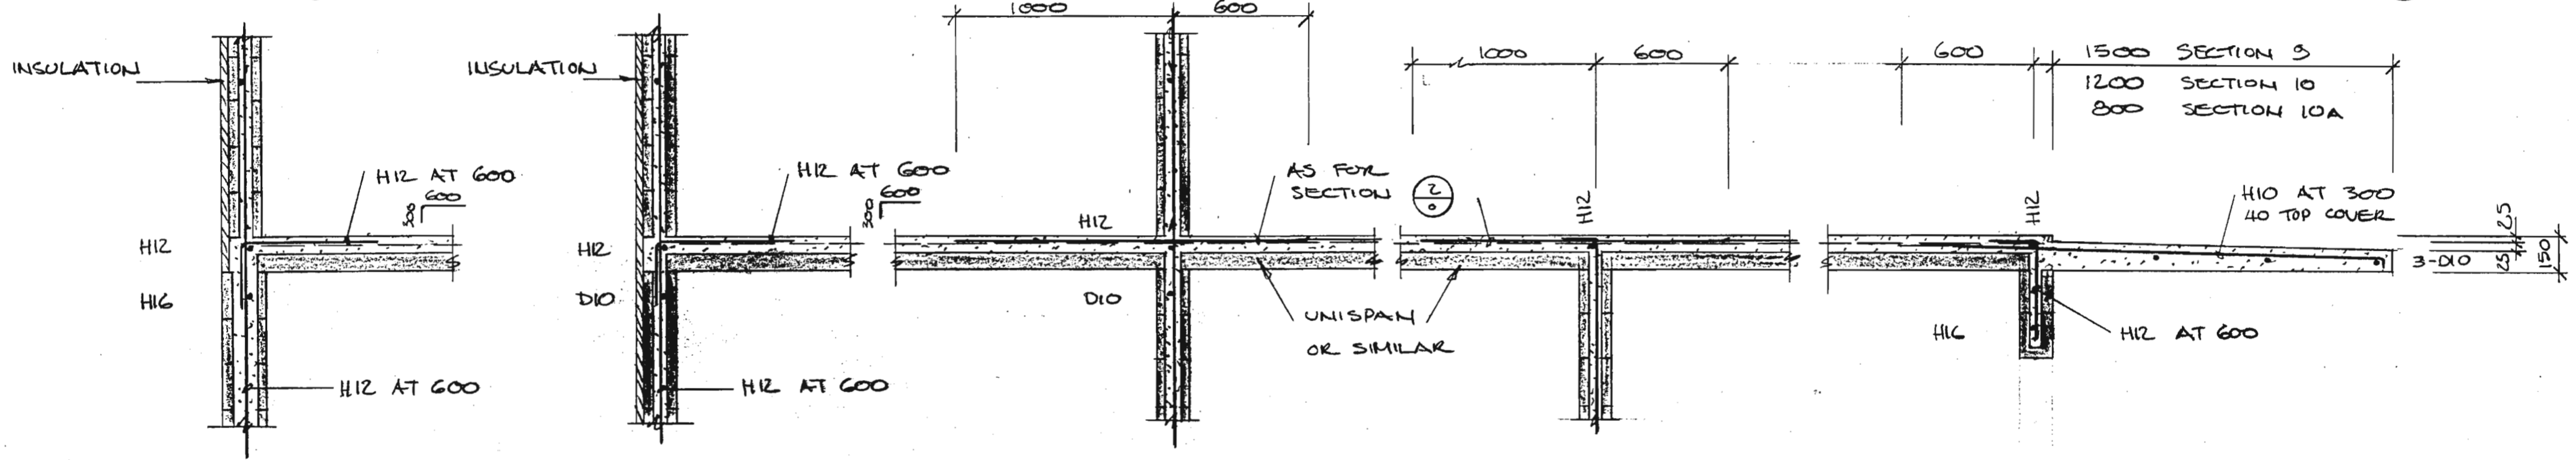 INSULATION
H12 AT 600
600
300
H12
H16
H12 AT 600
INSULATION
H12 AT 600
600
300
H12
D10
H12 AT 600
1000
600
H12
D10
AS FOR
SECTION
2
UNISPAN
OR SIMILAR
1000
600
H12
600
1500 SECTION 9
1200 SECTION 10
800 SECTION 10A
H12
H10 AT 300
40 TOP COVER
3-D10
25
25
150
H16
H12 AT 600